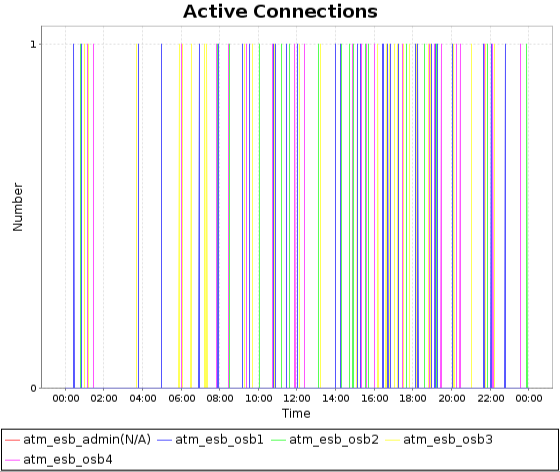 Active Connections
1
Number
0
00:00 02:00 04:00 06:00 08:00 10:00 12:00 14:00 16:00 18:00 20:00 22:00 00:00
Time
atm_esb_admin(N/A) atm_esb_osb1 atm_esb_osb2 atm_esb_osb3
atm_esb_osb4